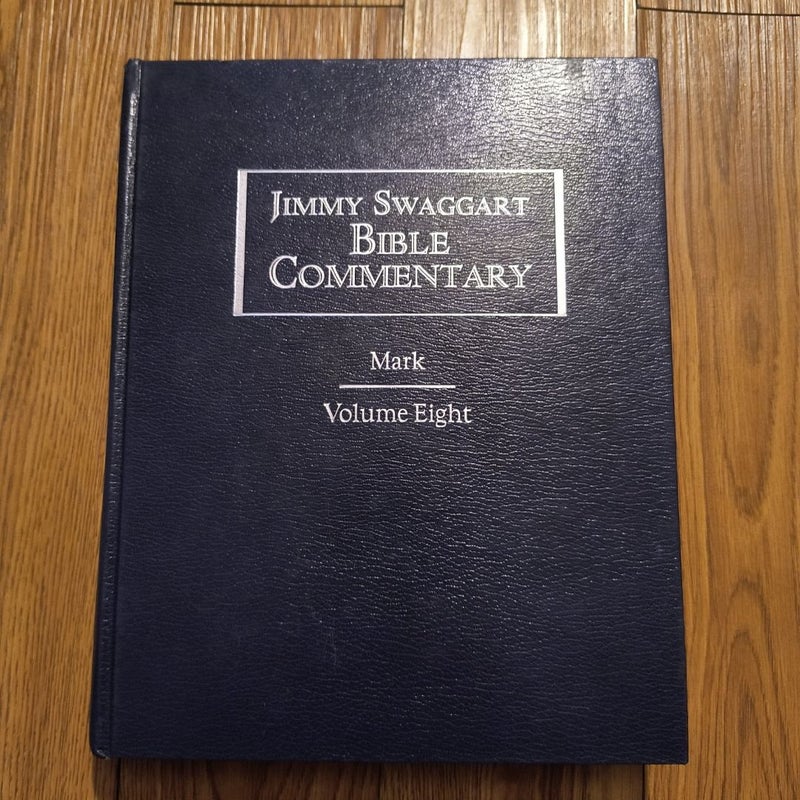 JIMMY SWAGGART
BIBLE
COMMENTARY
Mark
Volume Eight